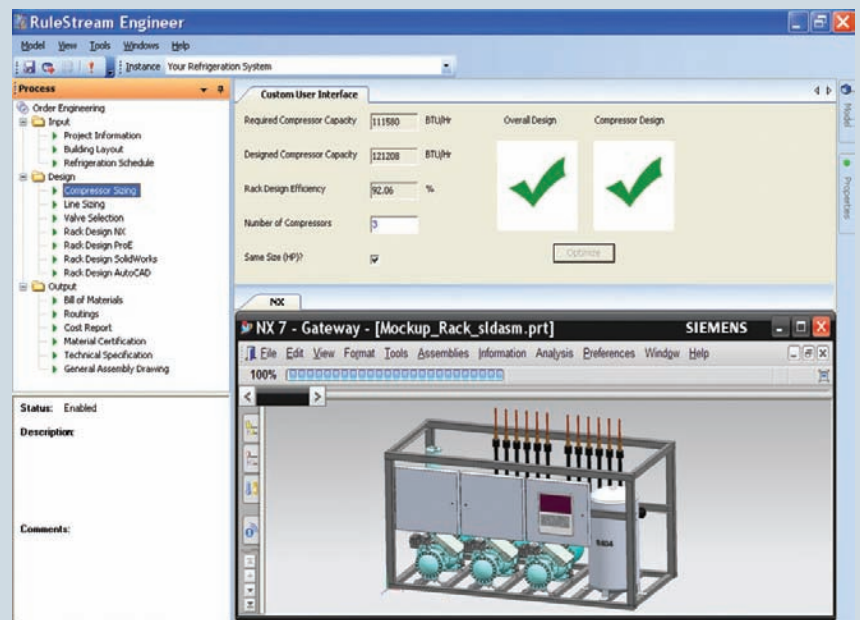 RuleStream Engineer
Model View Tools Windows Help
Instance Your Refrigeration System
Process
Order Engineering
Input
Project Information
Building Layout
Refrigeration Schedule
Design
Compressor Sizing
Line Sizing
Valve Selection
Rack Design NX
Rack Design ProE
Rack Design SolidWorks
Rack Design AutoCAD
Output
Bill of Materials
Routings
Cost Report
Material Certification
Technical Specification
General Assembly Drawing
Status: Enabled
Description:
Comments:
Custom User Interface
Required Compressor Capacity 111580 BTU/Hr
Overall Design Compressor Design
Designed Compressor Capacity 121208 BTU/Hr
Rack Design Efficiency 92.06 %
Number of Compressors 3
Same Size (HP)?
Optimize
Model
Properties
NX
NX 7 - Gateway - [Mockup_Rack_sldasm.prt] SIEMENS
File Edit View Format Tools Assemblies Information Analysis Preferences Window Help
100%